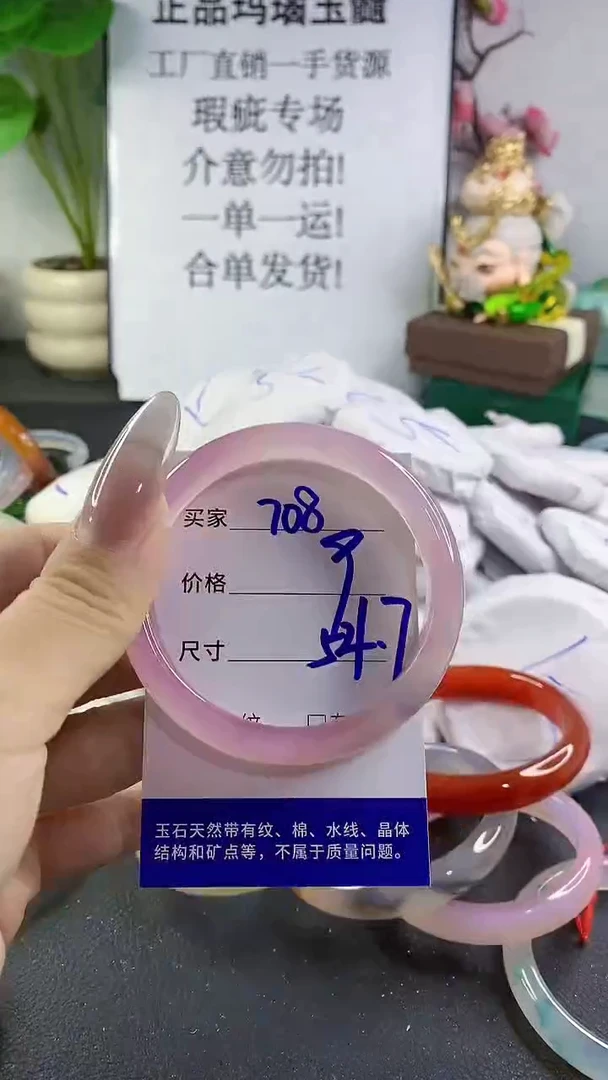 正品玛瑙玉髓
工厂直销一手货源
瑕疵专场
介意勿拍!
一单一运!
合单发货!
买家 708
价格
尺寸 54.7
玉石天然带有纹、棉、水线、晶体
结构和矿点等，不属于质量问题。